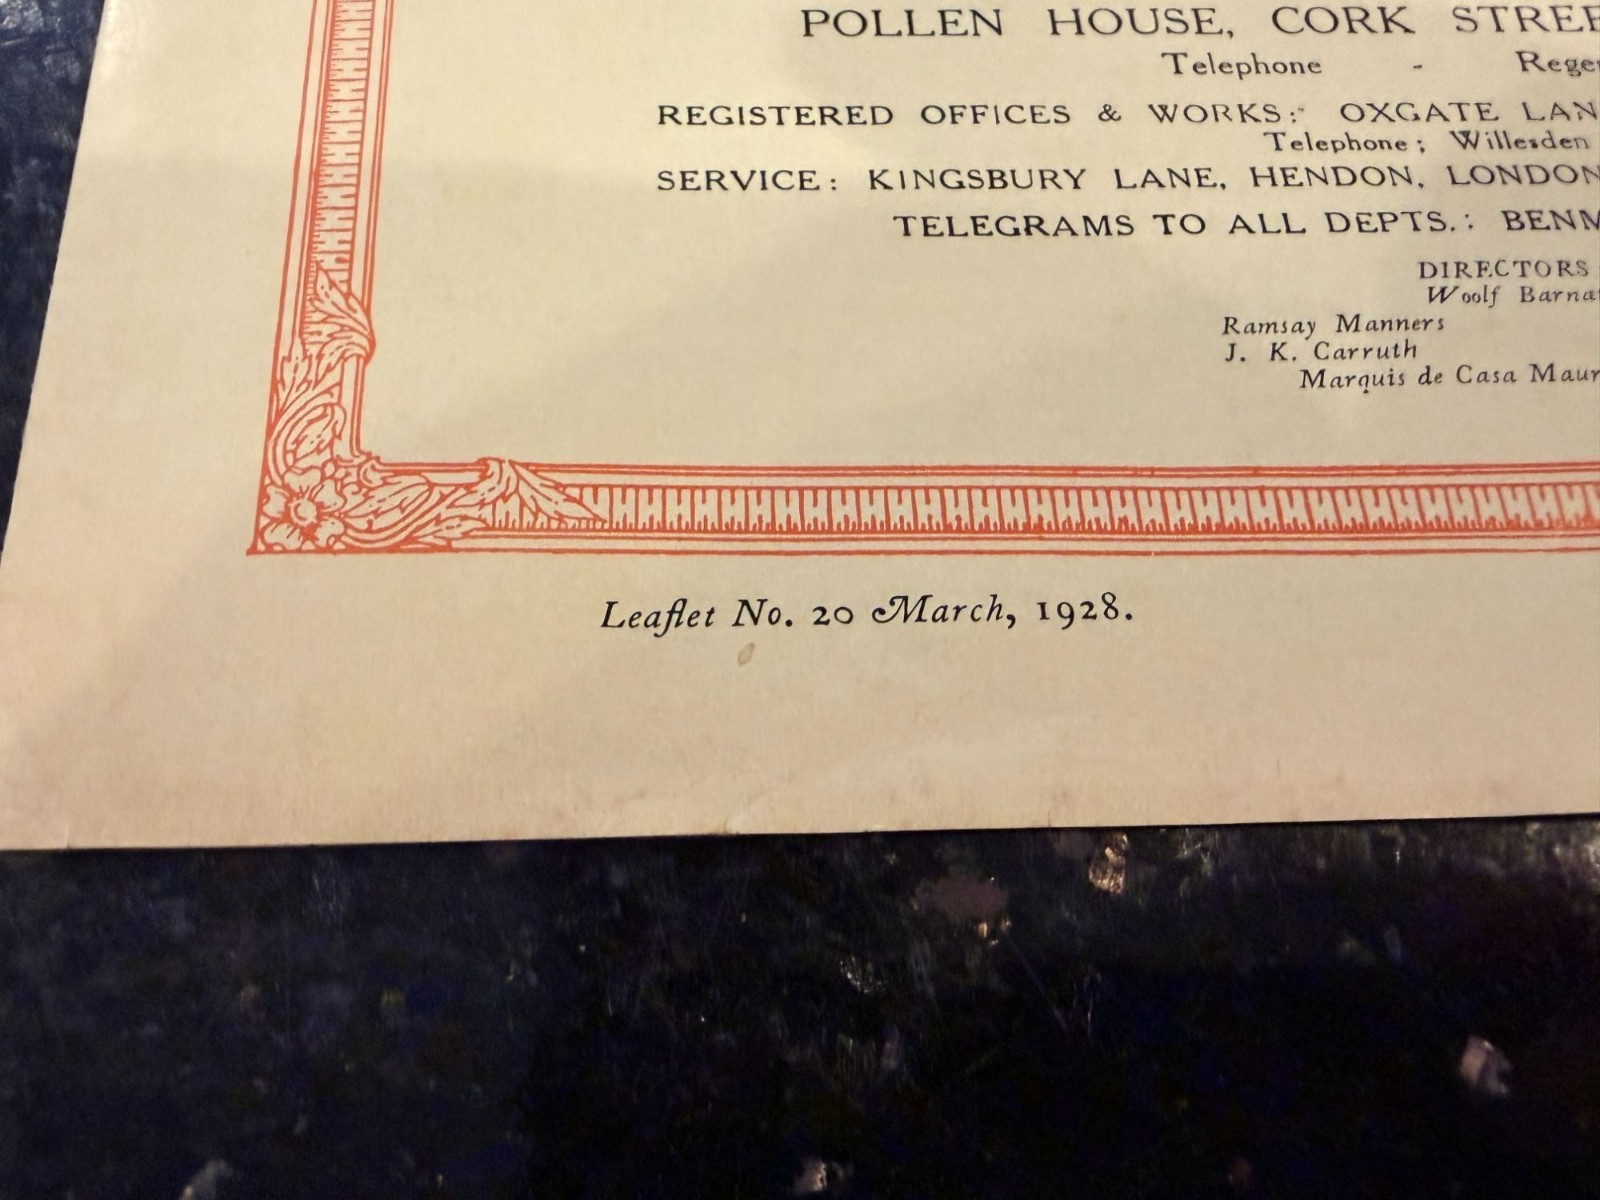 POLLEN HOUSE, CORK STREE
Telephone - Rege
REGISTERED OFFICES & WORKS: OXGATE LAN
Telephone; Willesden
SERVICE: KINGSBURY LANE, HENDON, LONDON
TELEGRAMS TO ALL DEPTS.: BENM
DIRECTORS
Woolf Barna
Ramsay Manners
J. K. Carruth
Marquis de Casa Maur
Leaflet No. 20 March, 1928.